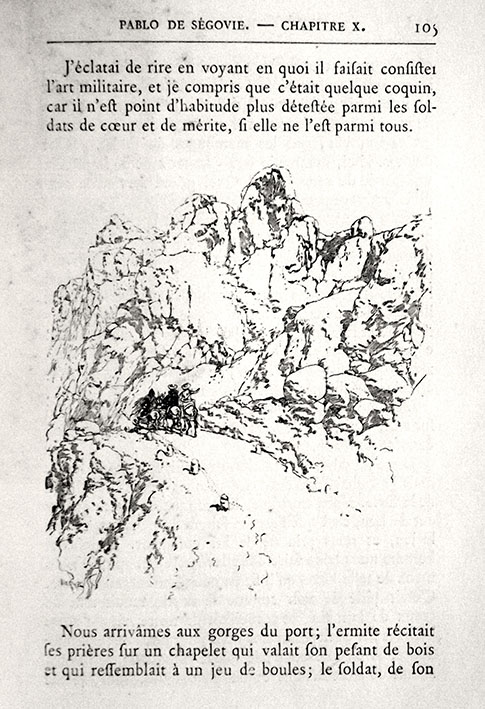 PABLO DE SÉGOVIE. — CHAPITRE X. 105
J'éclatai de rire en voyant en quoi il faiſait conſiſter
l'art militaire, et je compris que c'était quelque coquin,
car il n'eſt point d'habitude plus déteſtée parmi les ſol-
dats de cœur et de mérite, ſi elle ne l'eſt parmi tous.
Nous arrivâmes aux gorges du port; l'ermite récitait
ſes prières ſur un chapelet qui valait ſon peſant de bois
et qui reſſemblait à un jeu de boules; le ſoldat, de ſon